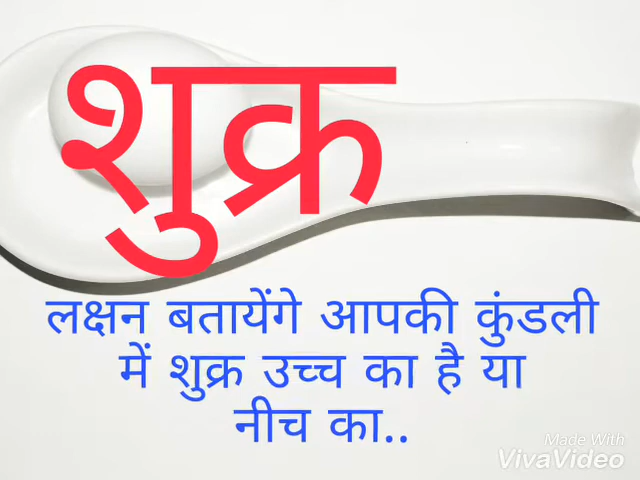 शुक्र
लक्षन बतायेंगे आपकी कुंडली
में शुक्र उच्च का है या
नीच का..
Made With
VivaVideo